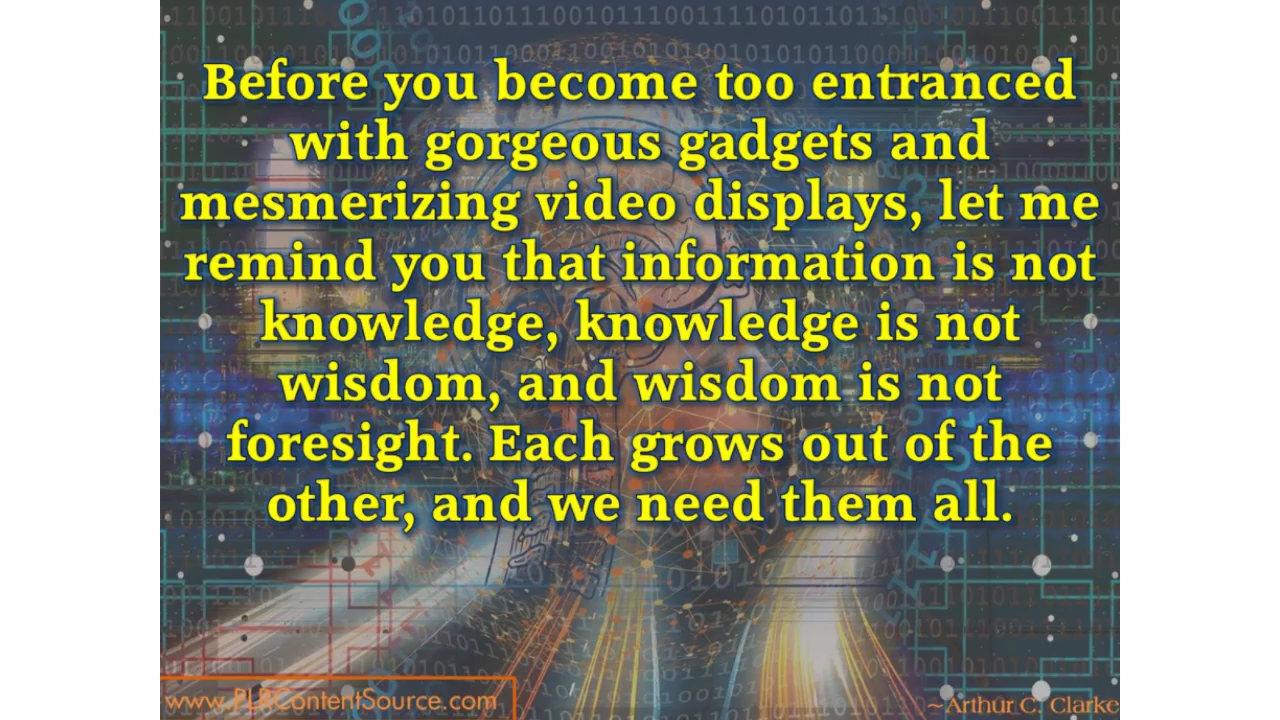 Before you become too entranced
with gorgeous gadgets and
mesmerizing video displays, let me
remind you that information is not
knowledge, knowledge is not
wisdom, and wisdom is not
foresight. Each grows out of the
other, and we need them all.
www.PLRContentSource.com
~Arthur C. Clarke